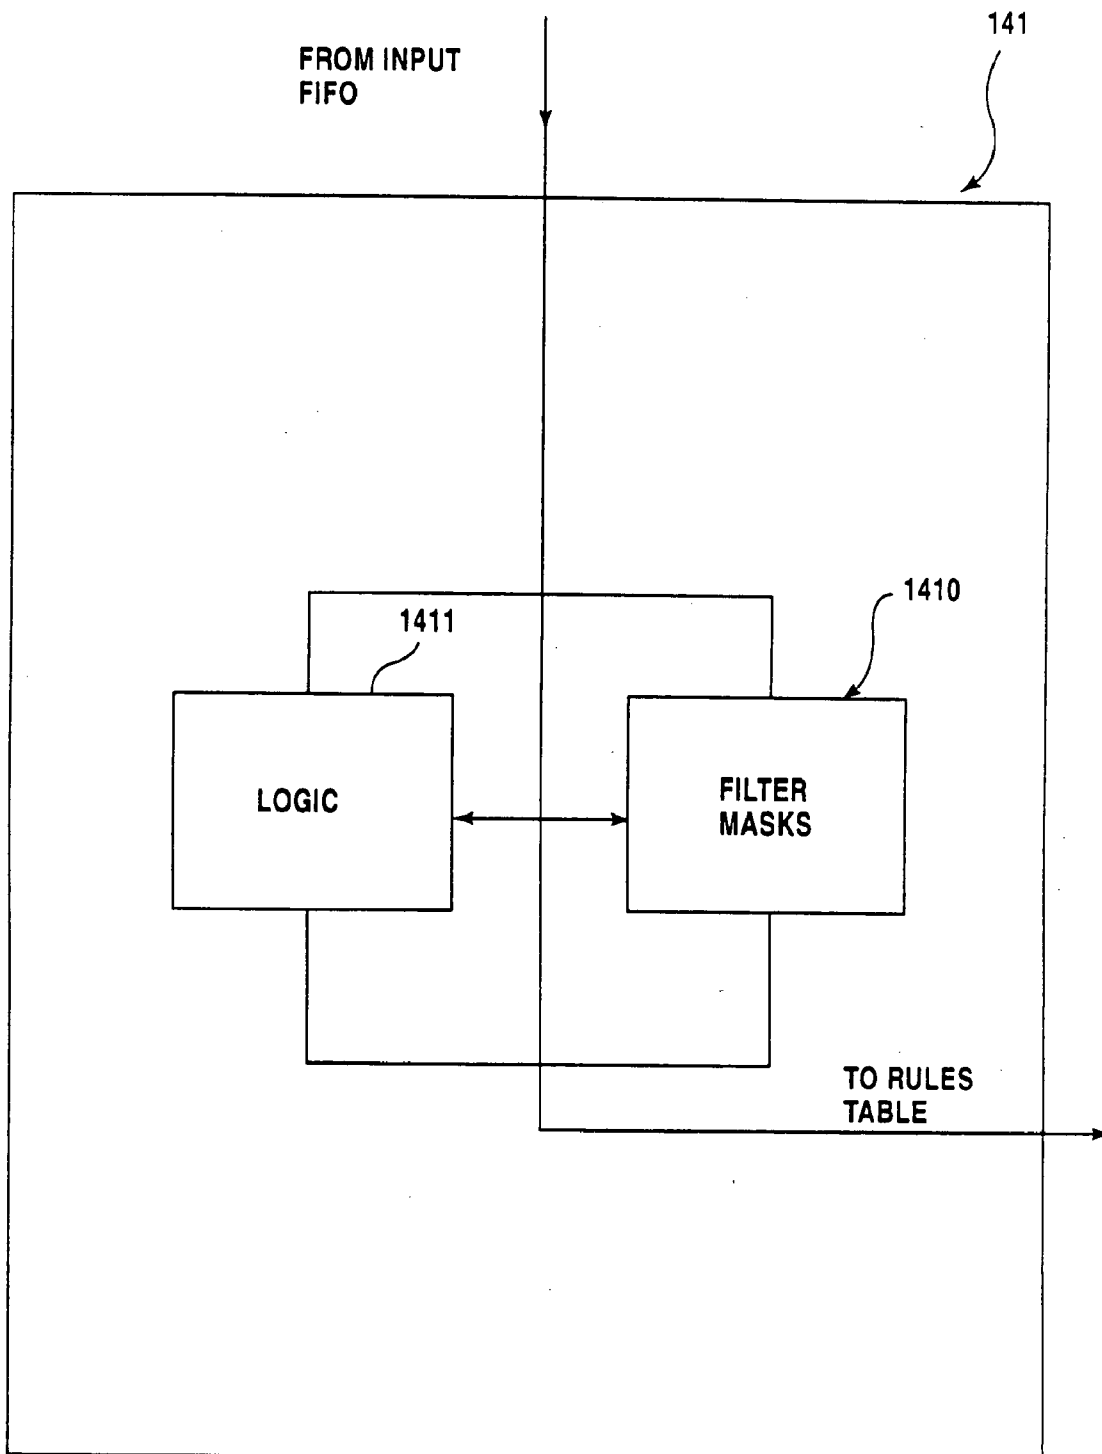 141
FROM INPUT
FIFO
1410
1411
LOGIC
FILTER
MASKS
TO RULES
TABLE